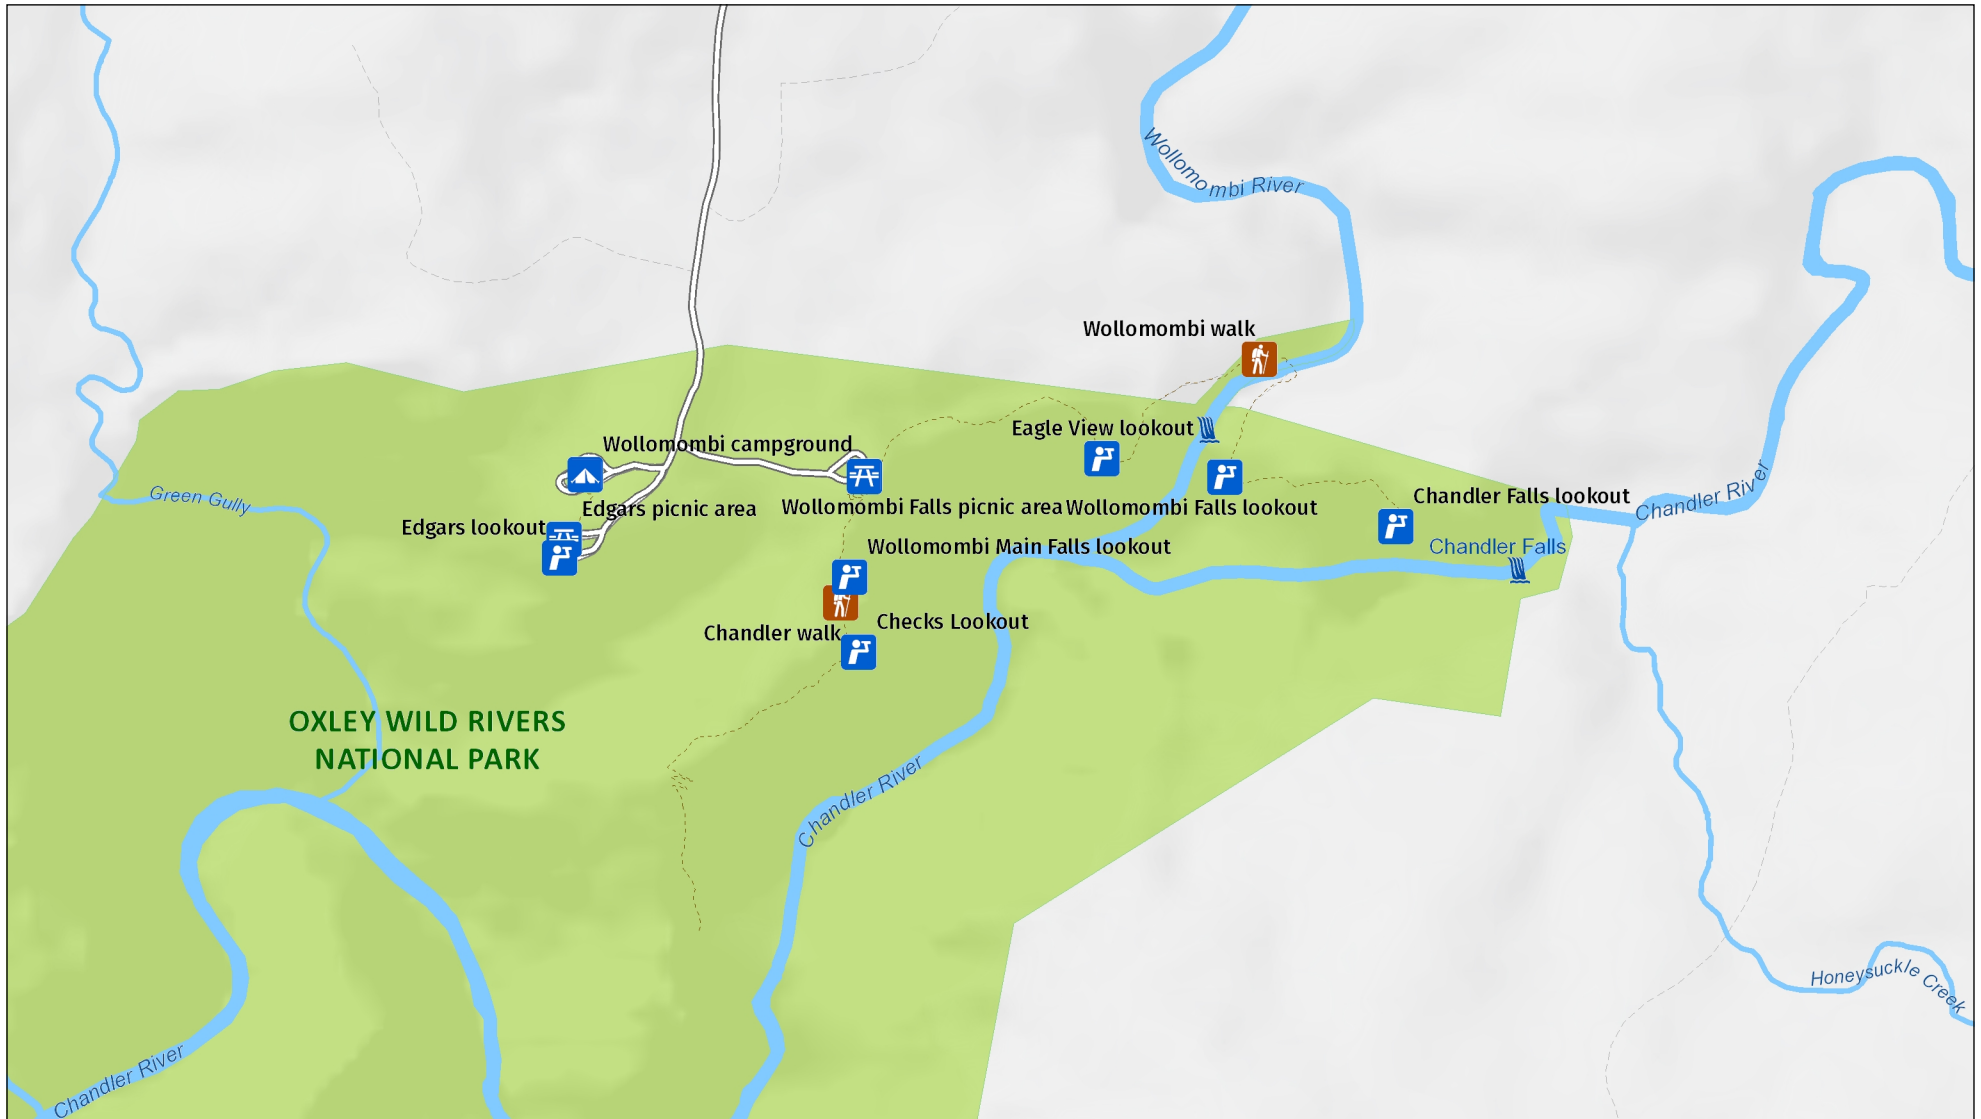 Wollomombi River
Wollomombi walk
Eagle View lookout
Wollomombi campground
Chandler River
Green Gully
Edgars picnic area
Wollomombi Falls picnic area
Wollomombi Falls lookout
Chandler Falls lookout
Edgars lookout
Wollomombi Main Falls lookout
Chandler Falls
Checks Lookout
Chandler walk
OXLEY WILD RIVERS
NATIONAL PARK
Chandler River
Honeysuckle Creek
Chandler River